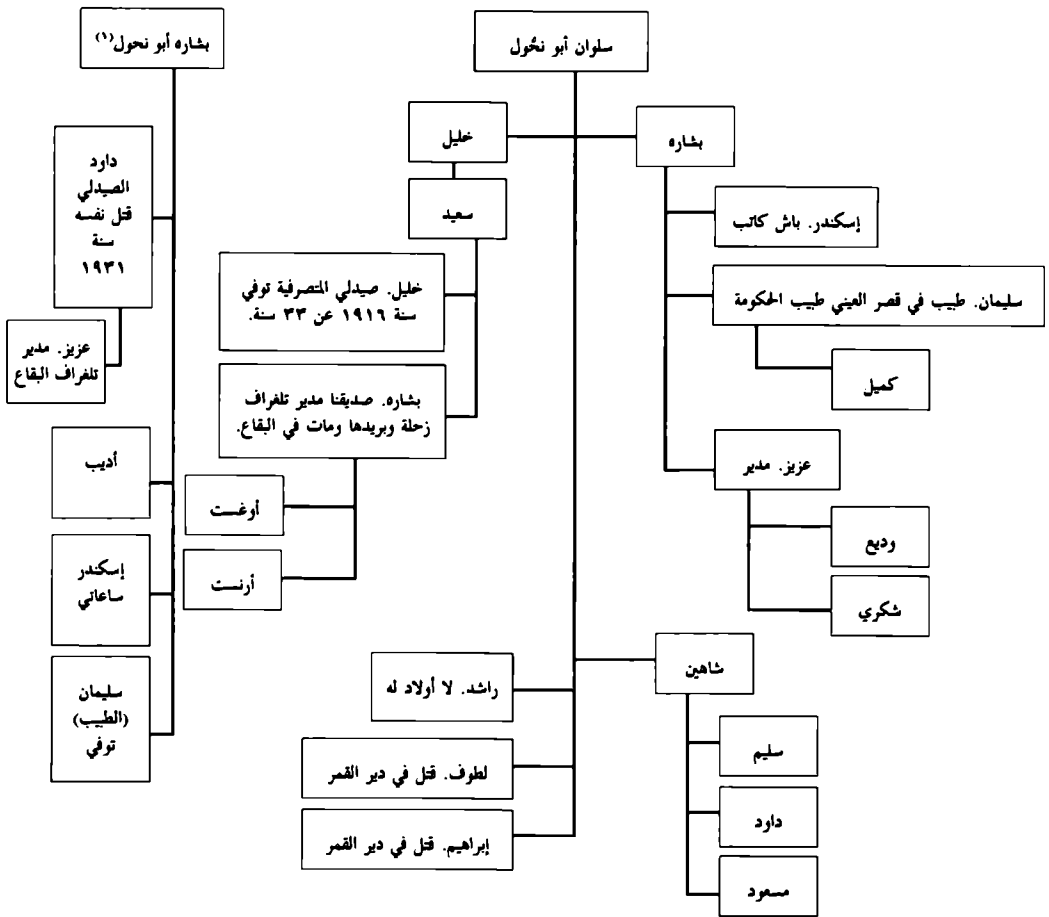 سلوان أبو نحّول
بشاره
إسكندر. باش كاتب
سليمان. طبيب في قصر العيني طبيب الحكومة
كميل
عزيز. مدير
وديع
شكري
شاهين
سليم
داود
مسعود
خليل
سعيد
خليل. صيدلي المتصرفية توفي
سنة ١٩١٦ عن ٣٣ سنة.
بشاره. صديقنا مدير تلغراف
زحلة وبريدها ومات في البقاع.
أوغست
أرنست
راشد. لا أولاد له
لطوف. قتل في دير القمر
إبراهيم. قتل في دير القمر
بشاره أبو نحول(١)
داود
الصيدلي
قتل نفسه
سنة
١٩٣١
عزيز. مدير
تلغراف البقاع
أديب
إسكندر
ساعاتي
سليمان
(الطبيب)
توفي